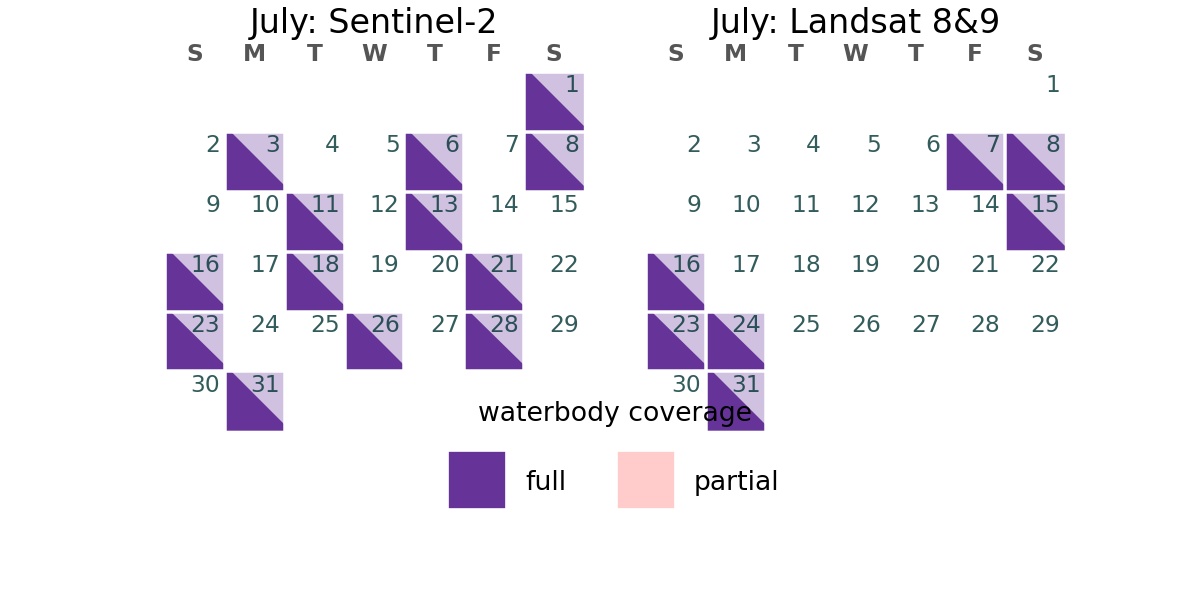 July: Sentinel-2
S M T W T F S
1
2 3 4 5 6 7 8
9 10 11 12 13 14 15
16 17 18 19 20 21 22
23 24 25 26 27 28 29
30 31
July: Landsat 8&9
S M T W T F S
1
2 3 4 5 6 7 8
9 10 11 12 13 14 15
16 17 18 19 20 21 22
23 24 25 26 27 28 29
30 31
waterbody coverage
full partial